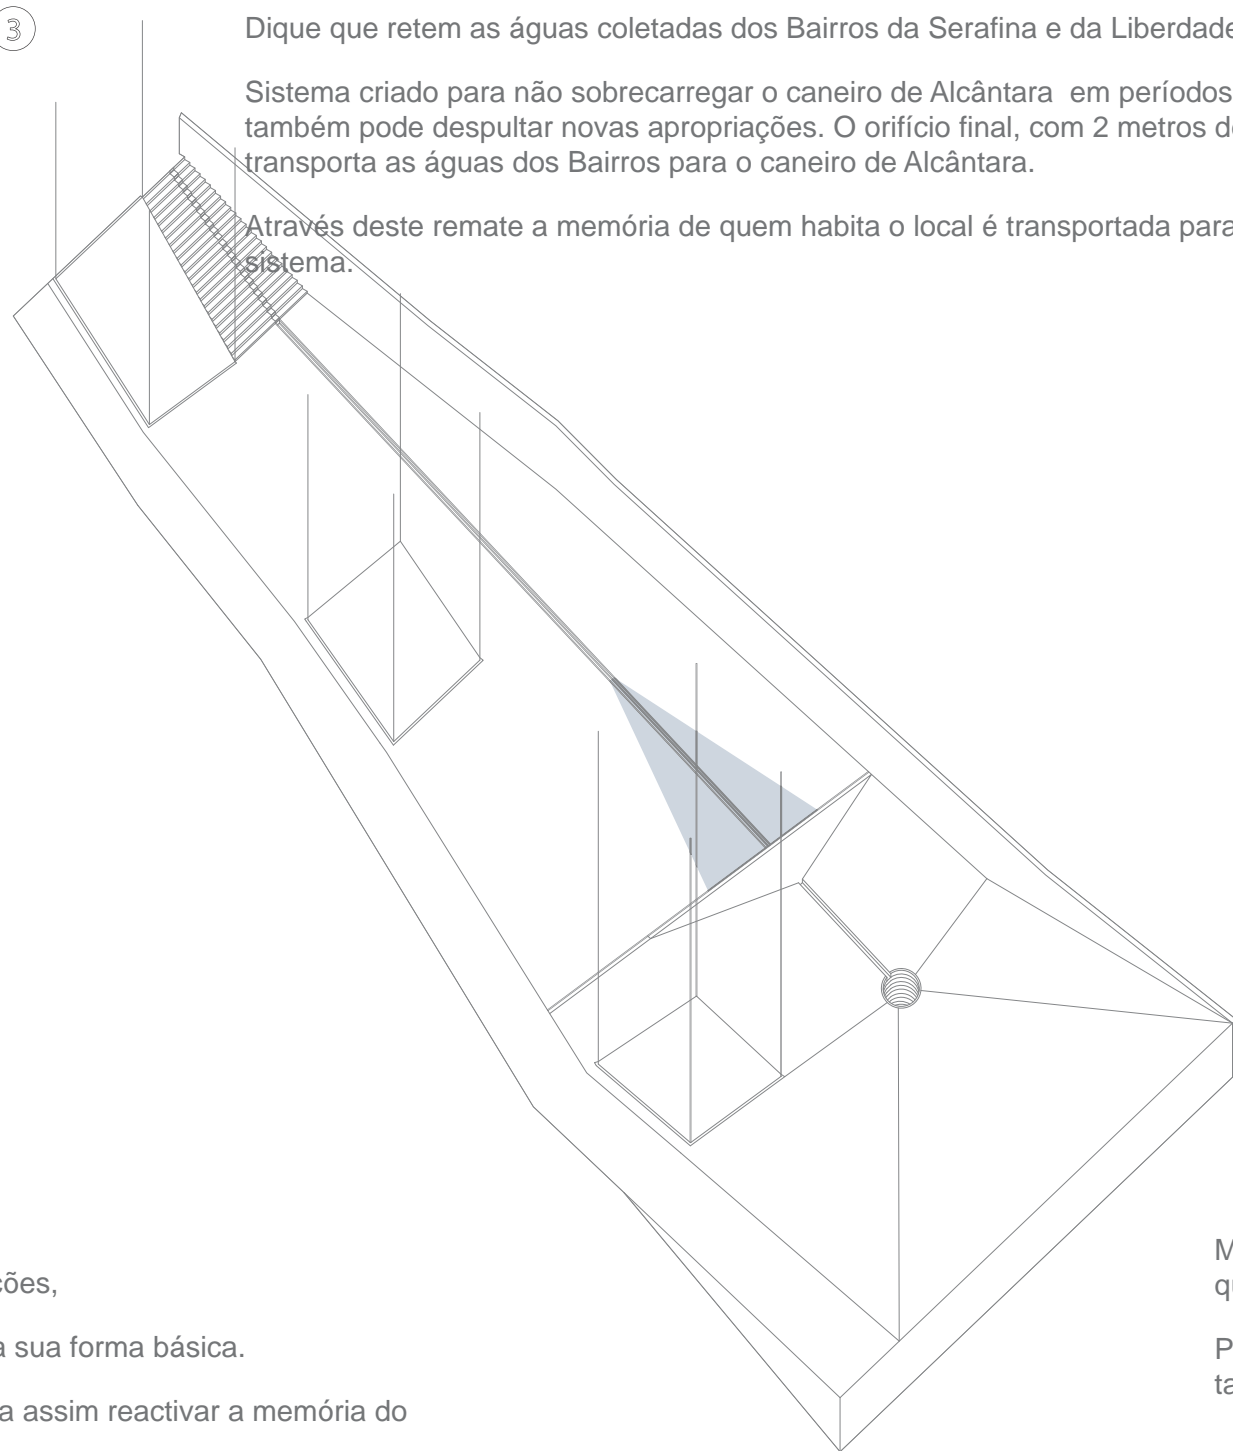 3
Dique que retem as águas coletadas dos Bairros da Serafina e da Liberdade
Sistema criado para não sobrecarregar o caneiro de Alcântara em períodos
também pode despultar novas apropriações. O orifício final, com 2 metros d
transporta as águas dos Bairros para o caneiro de Alcântara.
Através deste remate a memória de quem habita o local é transportada para
sistema.
ções,
a sua forma básica.
a assim reactivar a memória do
M
qu
P
ta